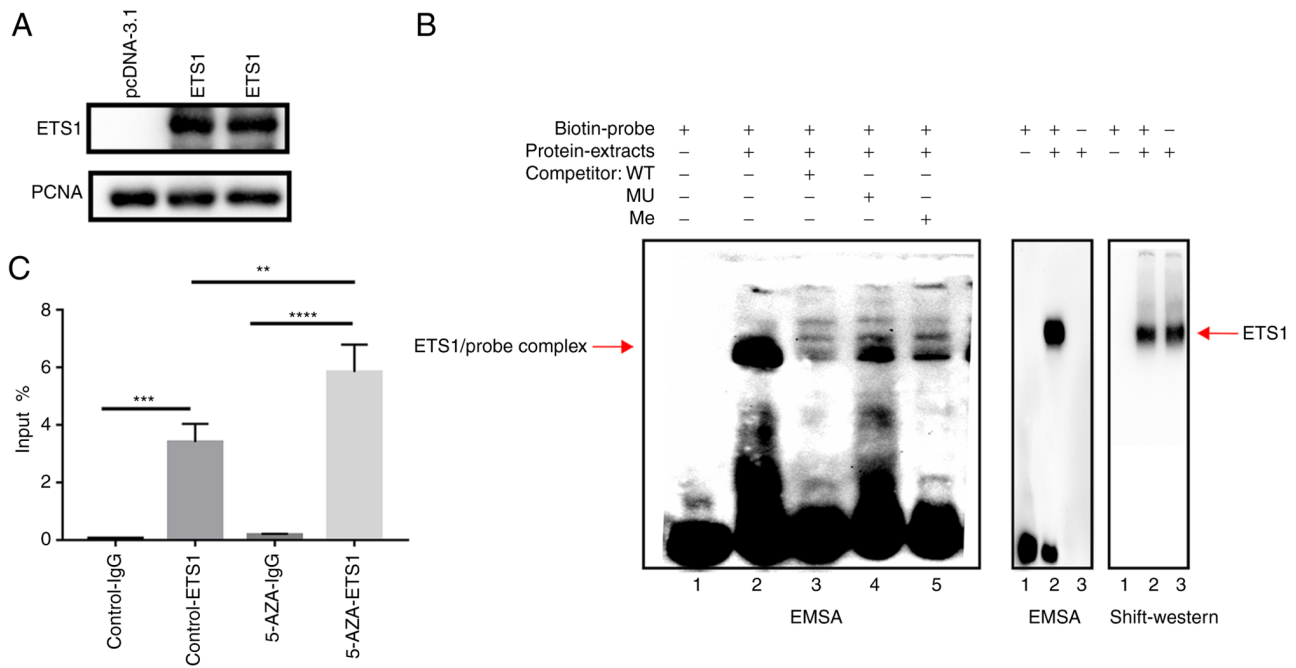 A
pcDNA-3.1
ETS1
ETS1
ETS1
PCNA
B
Biotin-probe + + + + + + + − + + −
Protein-extracts − + + + + − + + − + +
Competitor: WT − − + − −
MU − − − + −
Me − − − − +
ETS1/probe complex
ETS1
1 2 3 4 5 1 2 3 1 2 3
EMSA EMSA Shift-western
C
**
****
***
Input %
8
6
4
2
0
Control-IgG
Control-ETS1
5-AZA-IgG
5-AZA-ETS1